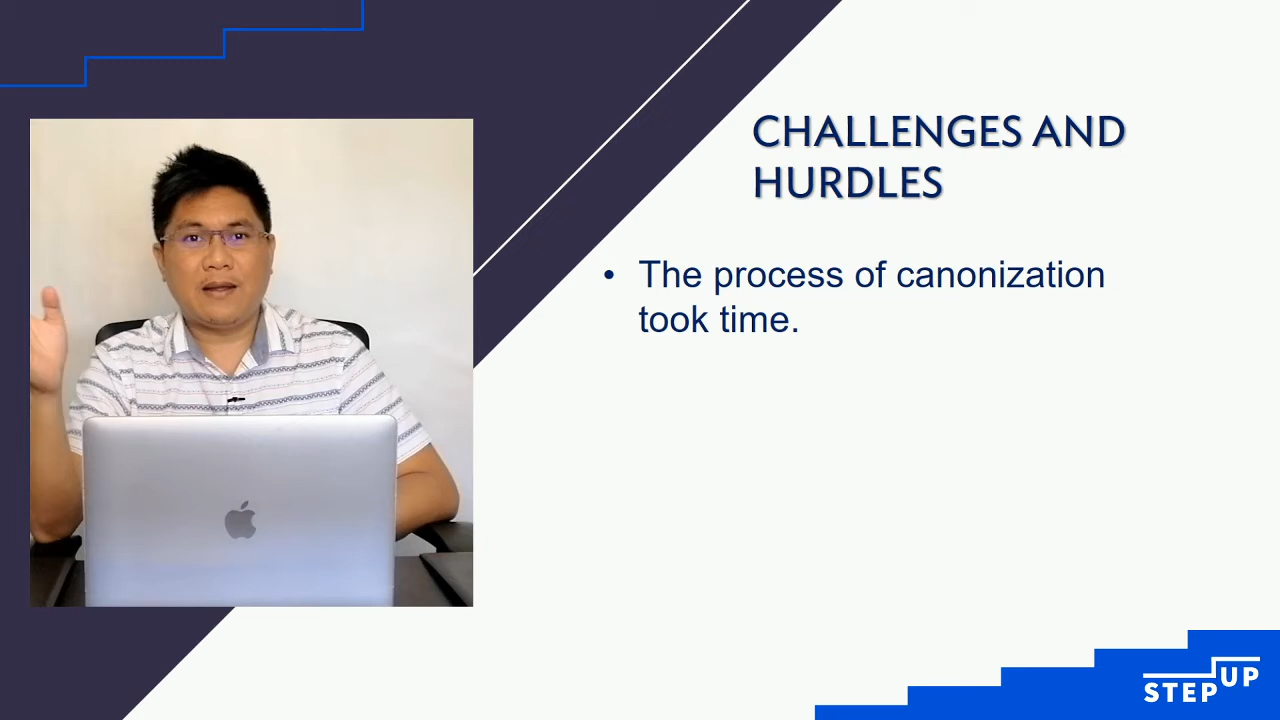 CHALLENGES AND
HURDLES
• The process of canonization
took time.
STEP UP